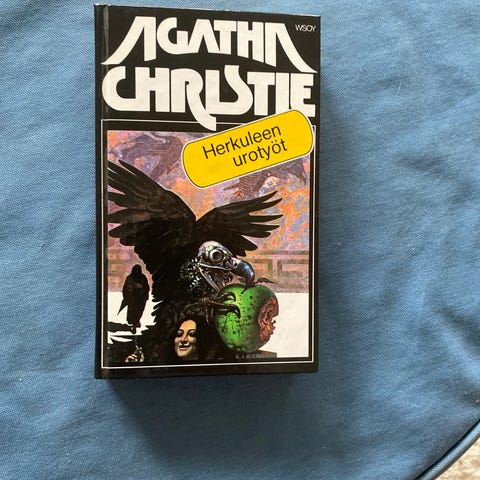 WSOY
AGATHA
CHRISTIE
Herkuleen
urotyöt